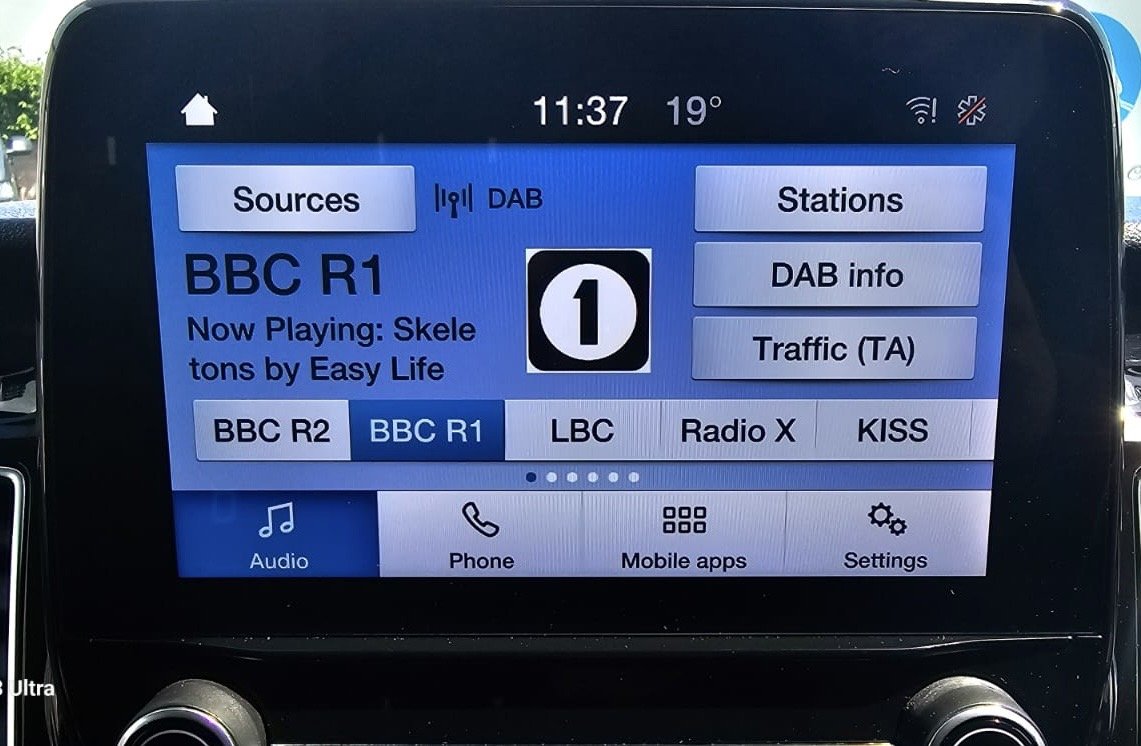 11:37 19°
Sources DAB Stations
BBC R1
1
DAB info
Now Playing: Skele
tons by Easy Life
Traffic (TA)
BBC R2 BBC R1 LBC Radio X KISS
Audio Phone Mobile apps Settings
Ultra